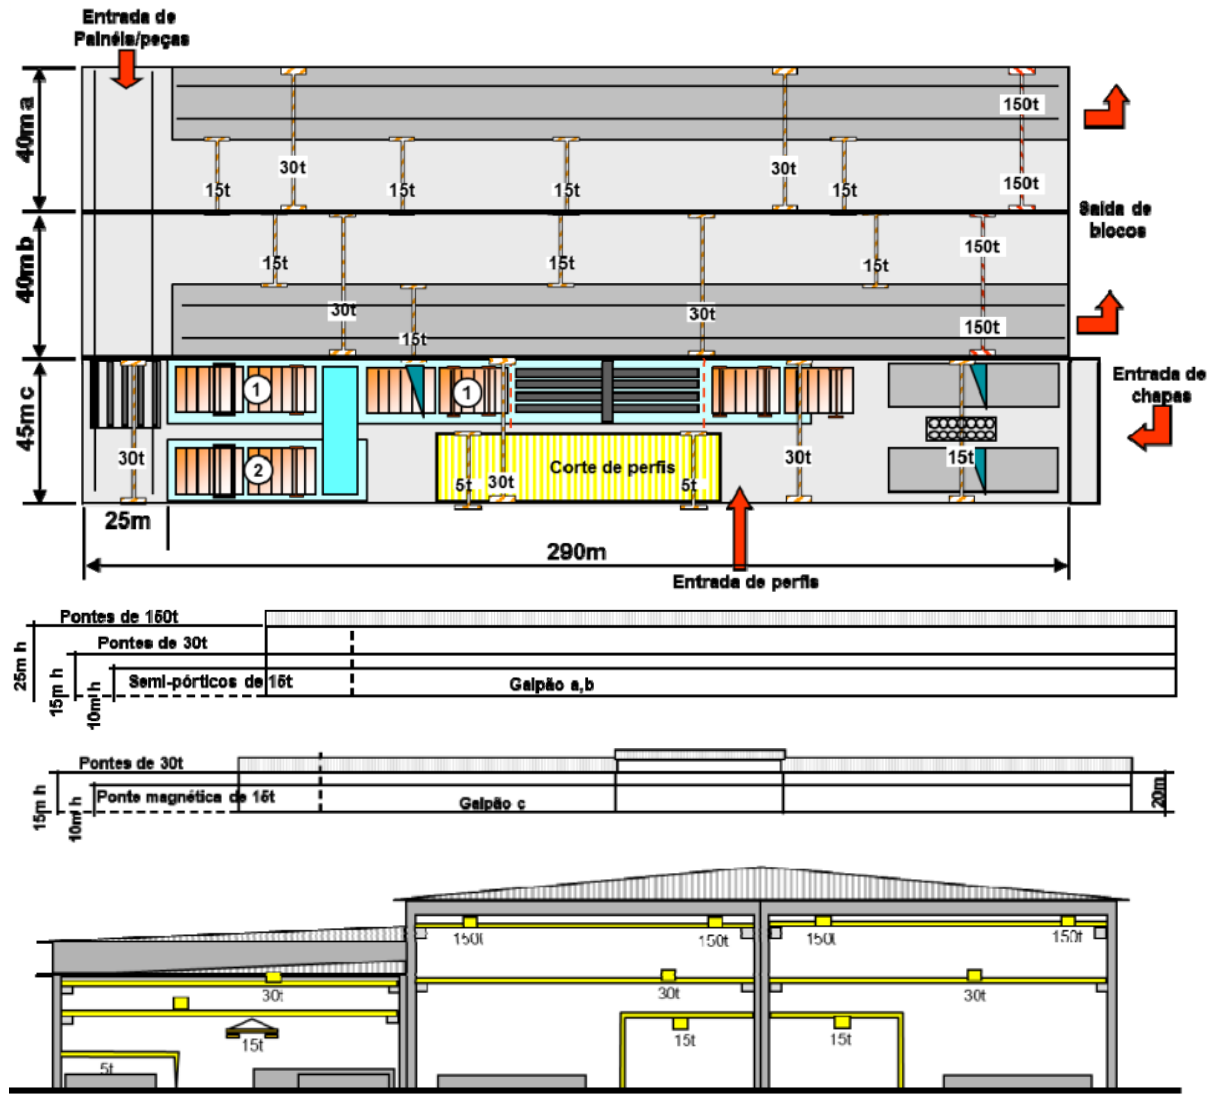 Entrada de
Painéis/peças
40m a
30t
30t
150t
15t
15t
15t
15t
150t
Saída de
blocos
40m b
15t
15t
15t
150t
30t
30t
15t
150t
45m c
1
1
Entrada de
chapas
30t
2
Corte de perfis
5t
30t
5t
30t
15t
25m
290m
Entrada de perfis
Pontes de 150t
25m h
Pontes de 30t
15m h
Semi-pórticos de 15t
10m h
Galpão a,b
Pontes de 30t
15m h
Ponte magnética de 15t
10m h
Galpão c
20m
150t
150t
150t
150t
30t
30t
30t
15t
15t
15t
5t